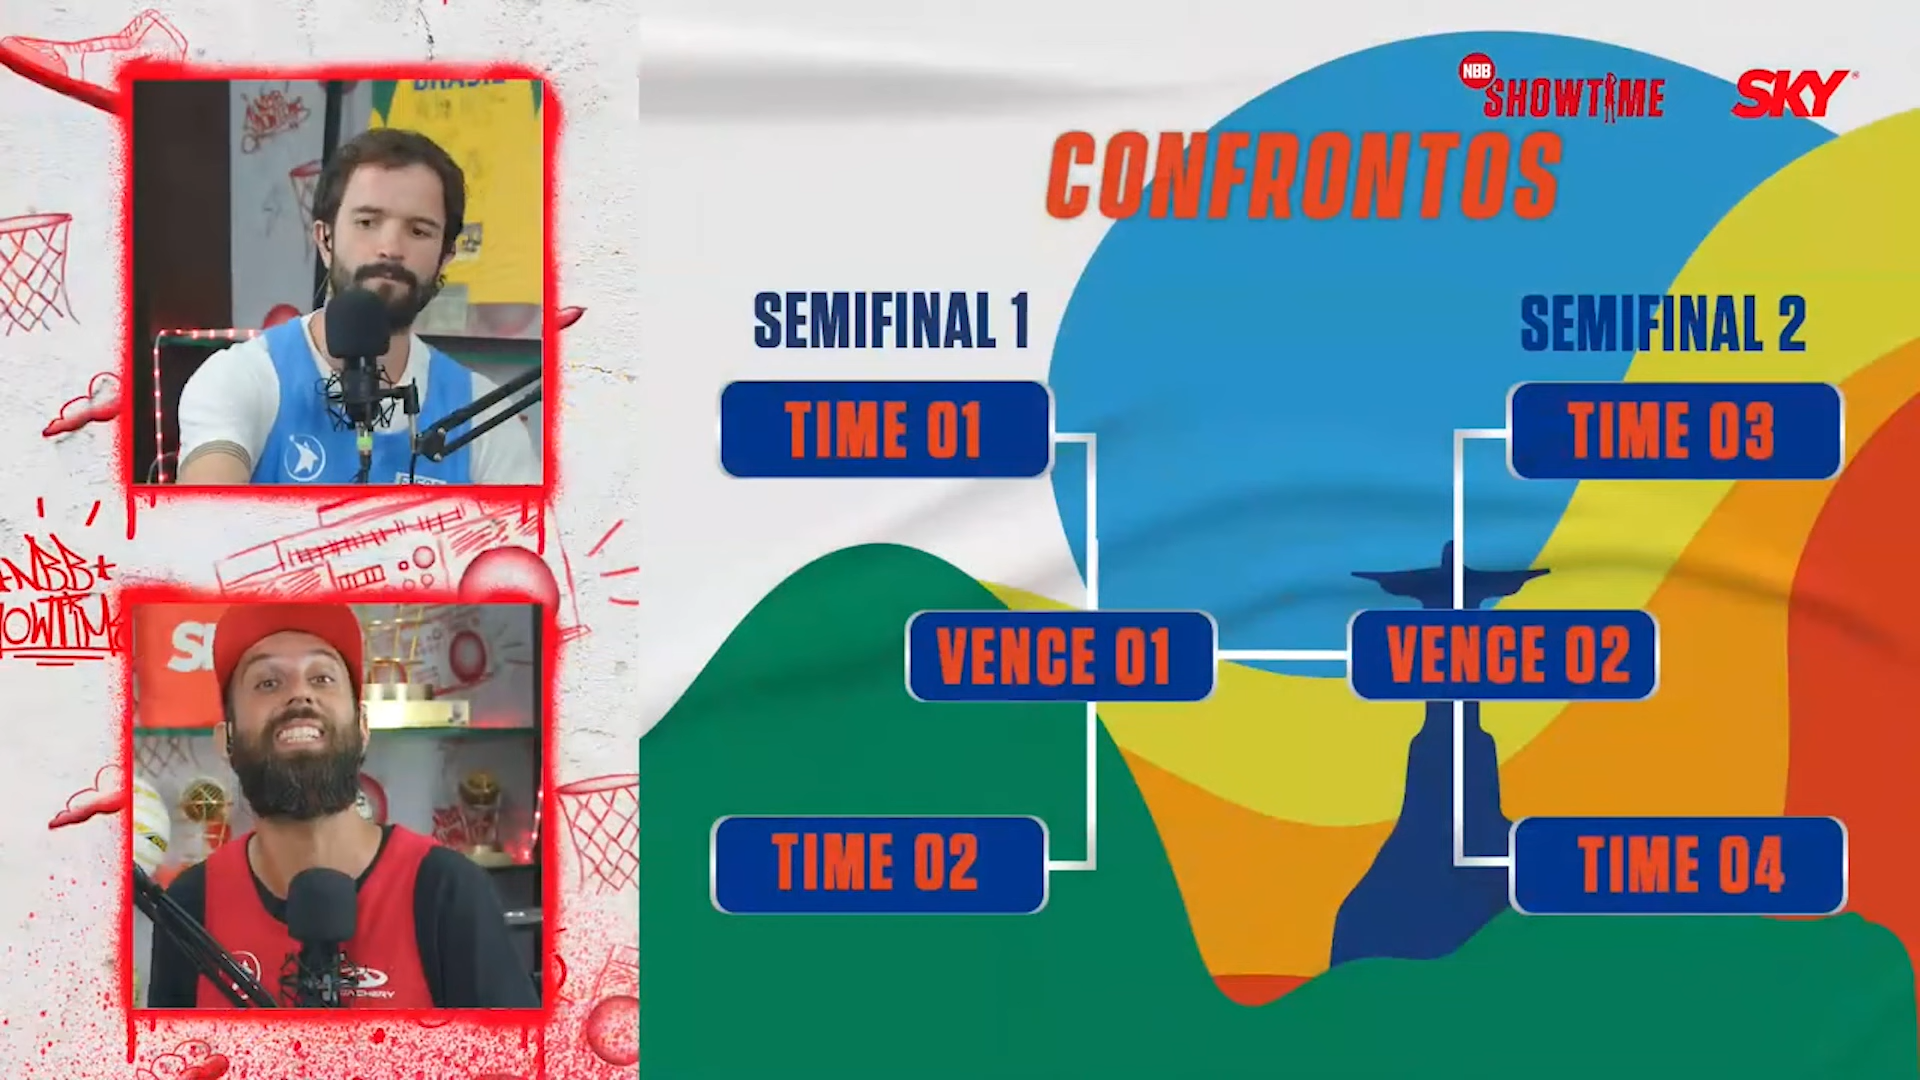 BRASIL
NBB
SHOWTIME
SKY
CONFRONTOS
SEMIFINAL 1
SEMIFINAL 2
TIME 01
TIME 03
VENCE 01
VENCE 02
TIME 02
TIME 04
NBB